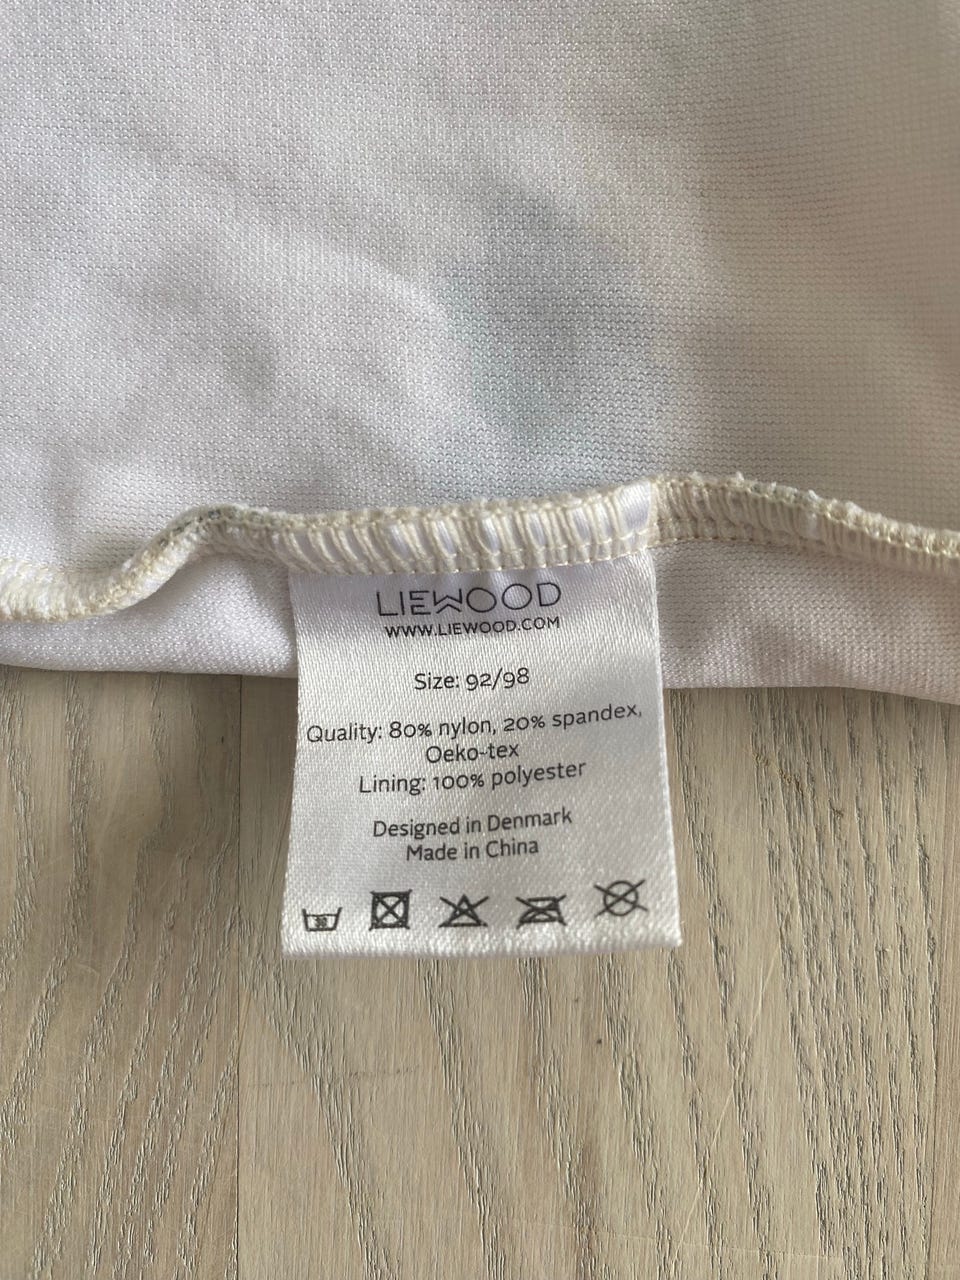 LIEWOOD
WWW.LIEWOOD.COM
Size: 92/98
Quality: 80% nylon, 20% spandex,
Oeko-tex
Lining: 100% polyester
Designed in Denmark
Made in China
30